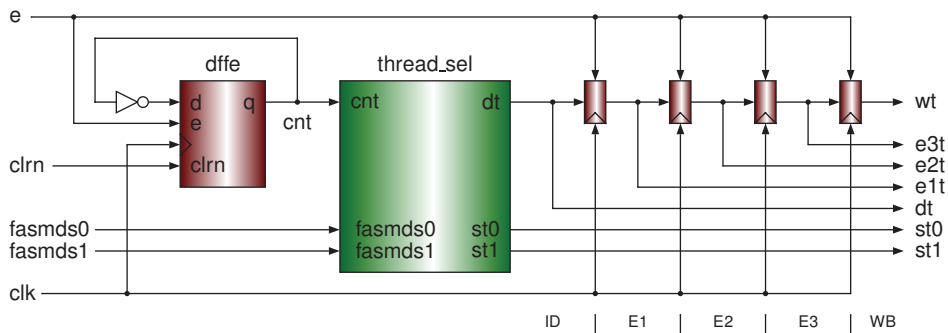 e
dffe
thread_sel
d
q
cnt
dt
wt
e
cnt
e3t
clrn
clrn
e2t
e1t
dt
fasmds0
fasmds0
st0
st0
fasmds1
fasmds1
st1
st1
clk
ID
E1
E2
E3
WB